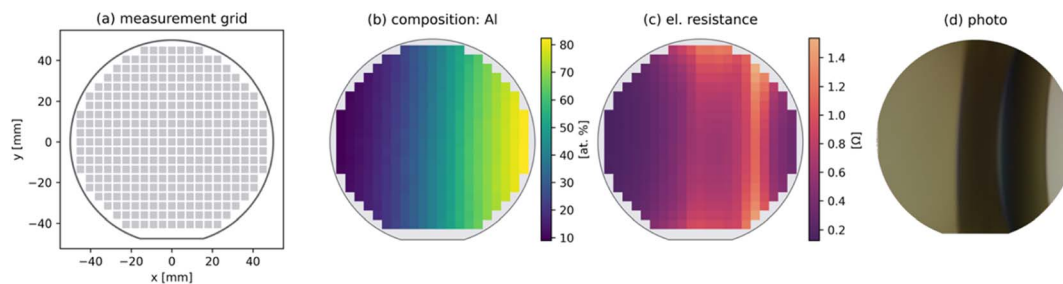 (a) measurement grid
y [mm]
40
20
0
−20
−40
−40 −20 0 20 40
x [mm]
(b) composition: Al
80
70
60
50
40
30
20
10
[at. %]
(c) el. resistance
1.4
1.2
1.0
0.8
0.6
0.4
0.2
[Ω]
(d) photo